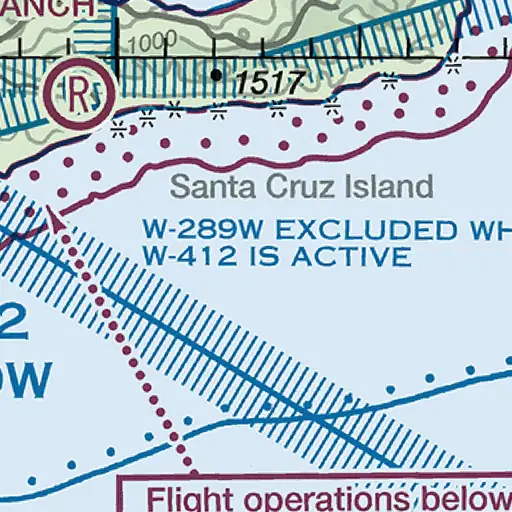 ANCH
1000
R
1517
Santa Cruz Island
W-289W EXCLUDED WH
W-412 IS ACTIVE
2
OW
Flight operations below